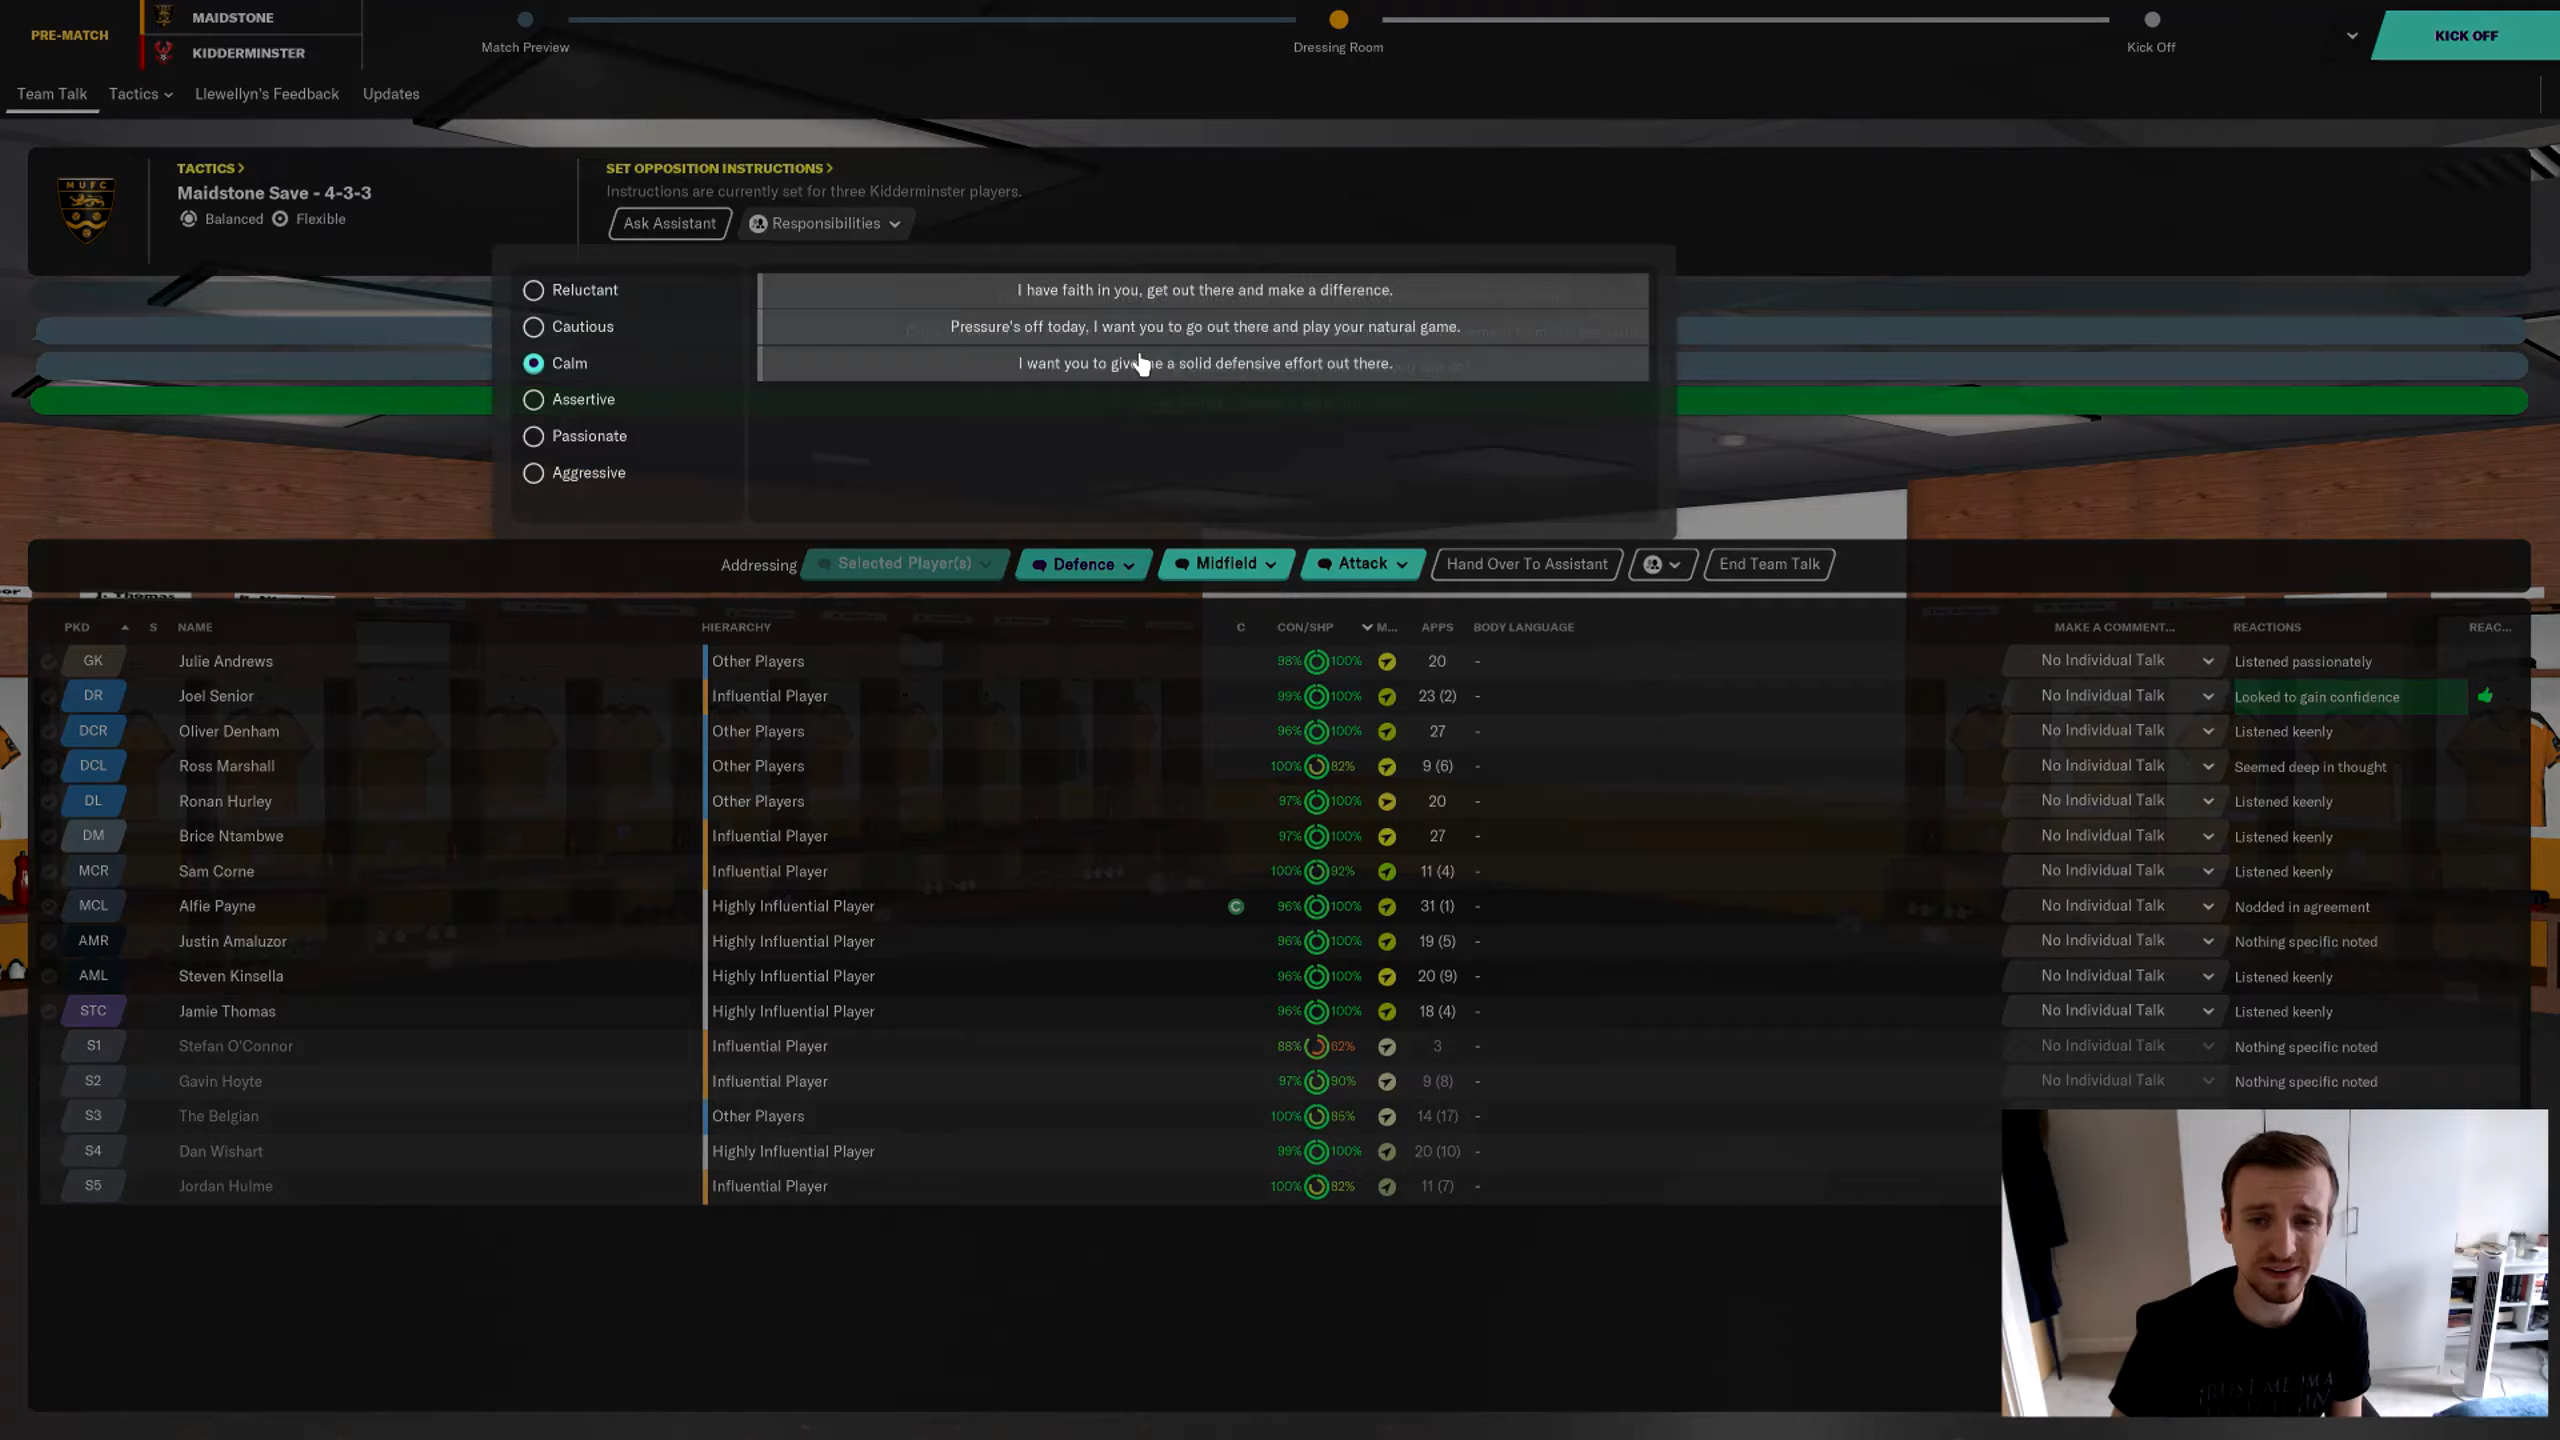 PRE-MATCH
MAIDSTONE
KIDDERMINSTER
Match Preview
Dressing Room
Kick Off
KICK OFF
Team Talk
Tactics
Llewellyn's Feedback
Updates
MUFC
TACTICS >
Maidstone Save - 4-3-3
Balanced
Flexible
SET OPPOSITION INSTRUCTIONS >
Instructions are currently set for three Kidderminster players.
Ask Assistant
Responsibilities
Reluctant
Cautious
Calm
Assertive
Passionate
Aggressive
I have faith in you, get out there and make a difference.
Pressure's off today, I want you to go out there and play your natural game.
I want you to give me a solid defensive effort out there.
Addressing
Selected Player(s)
Defence
Midfield
Attack
Hand Over To Assistant
End Team Talk
PKD S NAME HIERARCHY C CON/SHP M... APPS BODY LANGUAGE MAKE A COMMENT... REACTIONS REAC...
GK Julie Andrews Other Players 98% 100% 20 - No Individual Talk Listened passionately
DR Joel Senior Influential Player 99% 100% 23 (2) - No Individual Talk Looked to gain confidence
DCR Oliver Denham Other Players 96% 100% 27 - No Individual Talk Listened keenly
DCL Ross Marshall Other Players 100% 82% 9 (6) - No Individual Talk Seemed deep in thought
DL Ronan Hurley Other Players 97% 100% 20 - No Individual Talk Listened keenly
DM Brice Ntambwe Influential Player 97% 100% 27 - No Individual Talk Listened keenly
MCR Sam Corne Influential Player 100% 92% 11 (4) - No Individual Talk Listened keenly
MCL Alfie Payne Highly Influential Player C 96% 100% 31 (1) - No Individual Talk Nodded in agreement
AMR Justin Amaluzor Highly Influential Player 96% 100% 19 (5) - No Individual Talk Nothing specific noted
AML Steven Kinsella Highly Influential Player 96% 100% 20 (9) - No Individual Talk Listened keenly
STC Jamie Thomas Highly Influential Player 96% 100% 18 (4) - No Individual Talk Listened keenly
S1 Stefan O'Connor Influential Player 88% 62% 3 - No Individual Talk Nothing specific noted
S2 Gavin Hoyte Influential Player 97% 90% 9 (8) - No Individual Talk Nothing specific noted
S3 The Belgian Other Players 100% 85% 14 (17) -
S4 Dan Wishart Highly Influential Player 99% 100% 20 (10) -
S5 Jordan Hulme Influential Player 100% 82% 11 (7) -